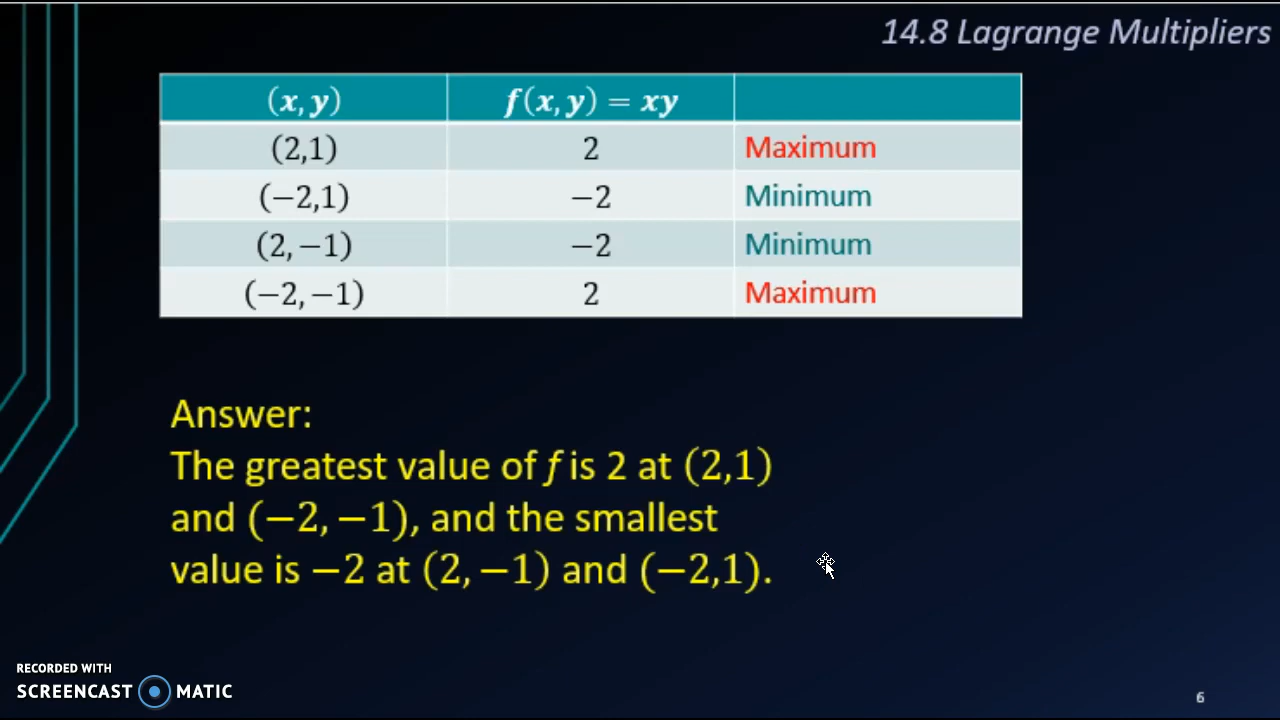 14.8 Lagrange Multipliers
(x, y) f(x, y) = xy
(2,1) 2 Maximum
(−2,1) −2 Minimum
(2, −1) −2 Minimum
(−2, −1) 2 Maximum
Answer:
The greatest value of f is 2 at (2,1)
and (−2, −1), and the smallest
value is −2 at (2, −1) and (−2,1).
RECORDED WITH
SCREENCAST MATIC
6